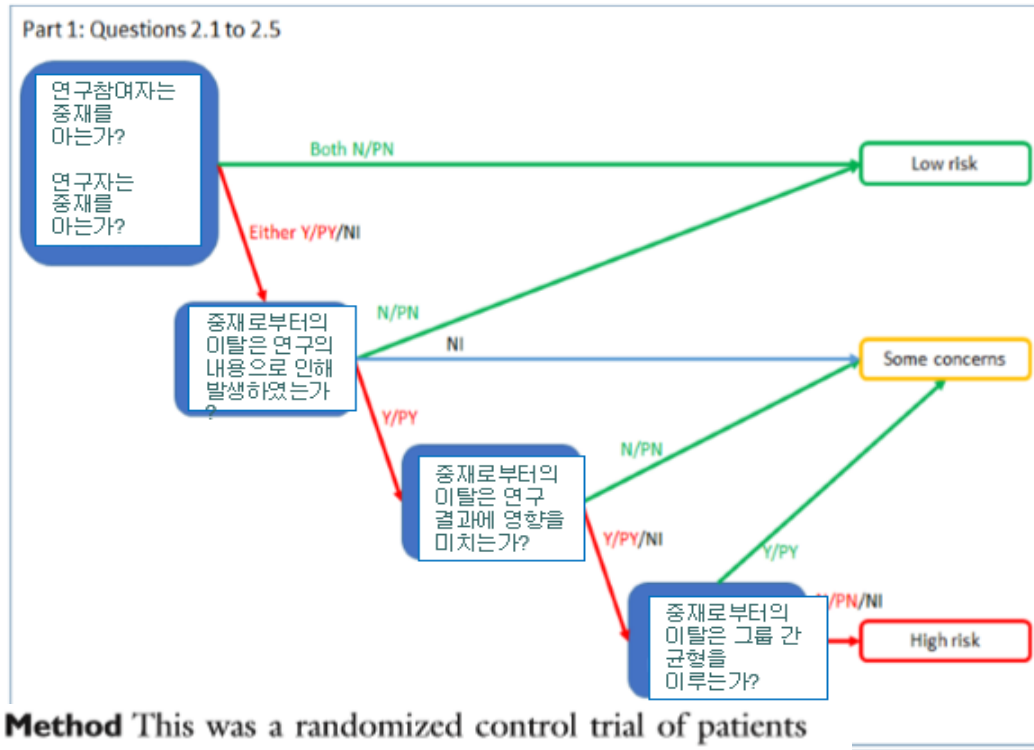 Part 1: Questions 2.1 to 2.5
연구참여자는
중재를
아는가?
연구자는
중재를
아는가?
Both N/PN
Low risk
Either Y/PY/NI
중재로부터의
이탈은 연구의
내용으로 인해
발생하였는가
?
N/PN
NI
Some concerns
Y/PY
중재로부터의
이탈은 연구
결과에 영향을
미치는가?
N/PN
Y/PY/NI
Y/PY
중재로부터의
이탈은 그룹 간
균형을
이루는가?
N/PN/NI
High risk
Method This was a randomized control trial of patients